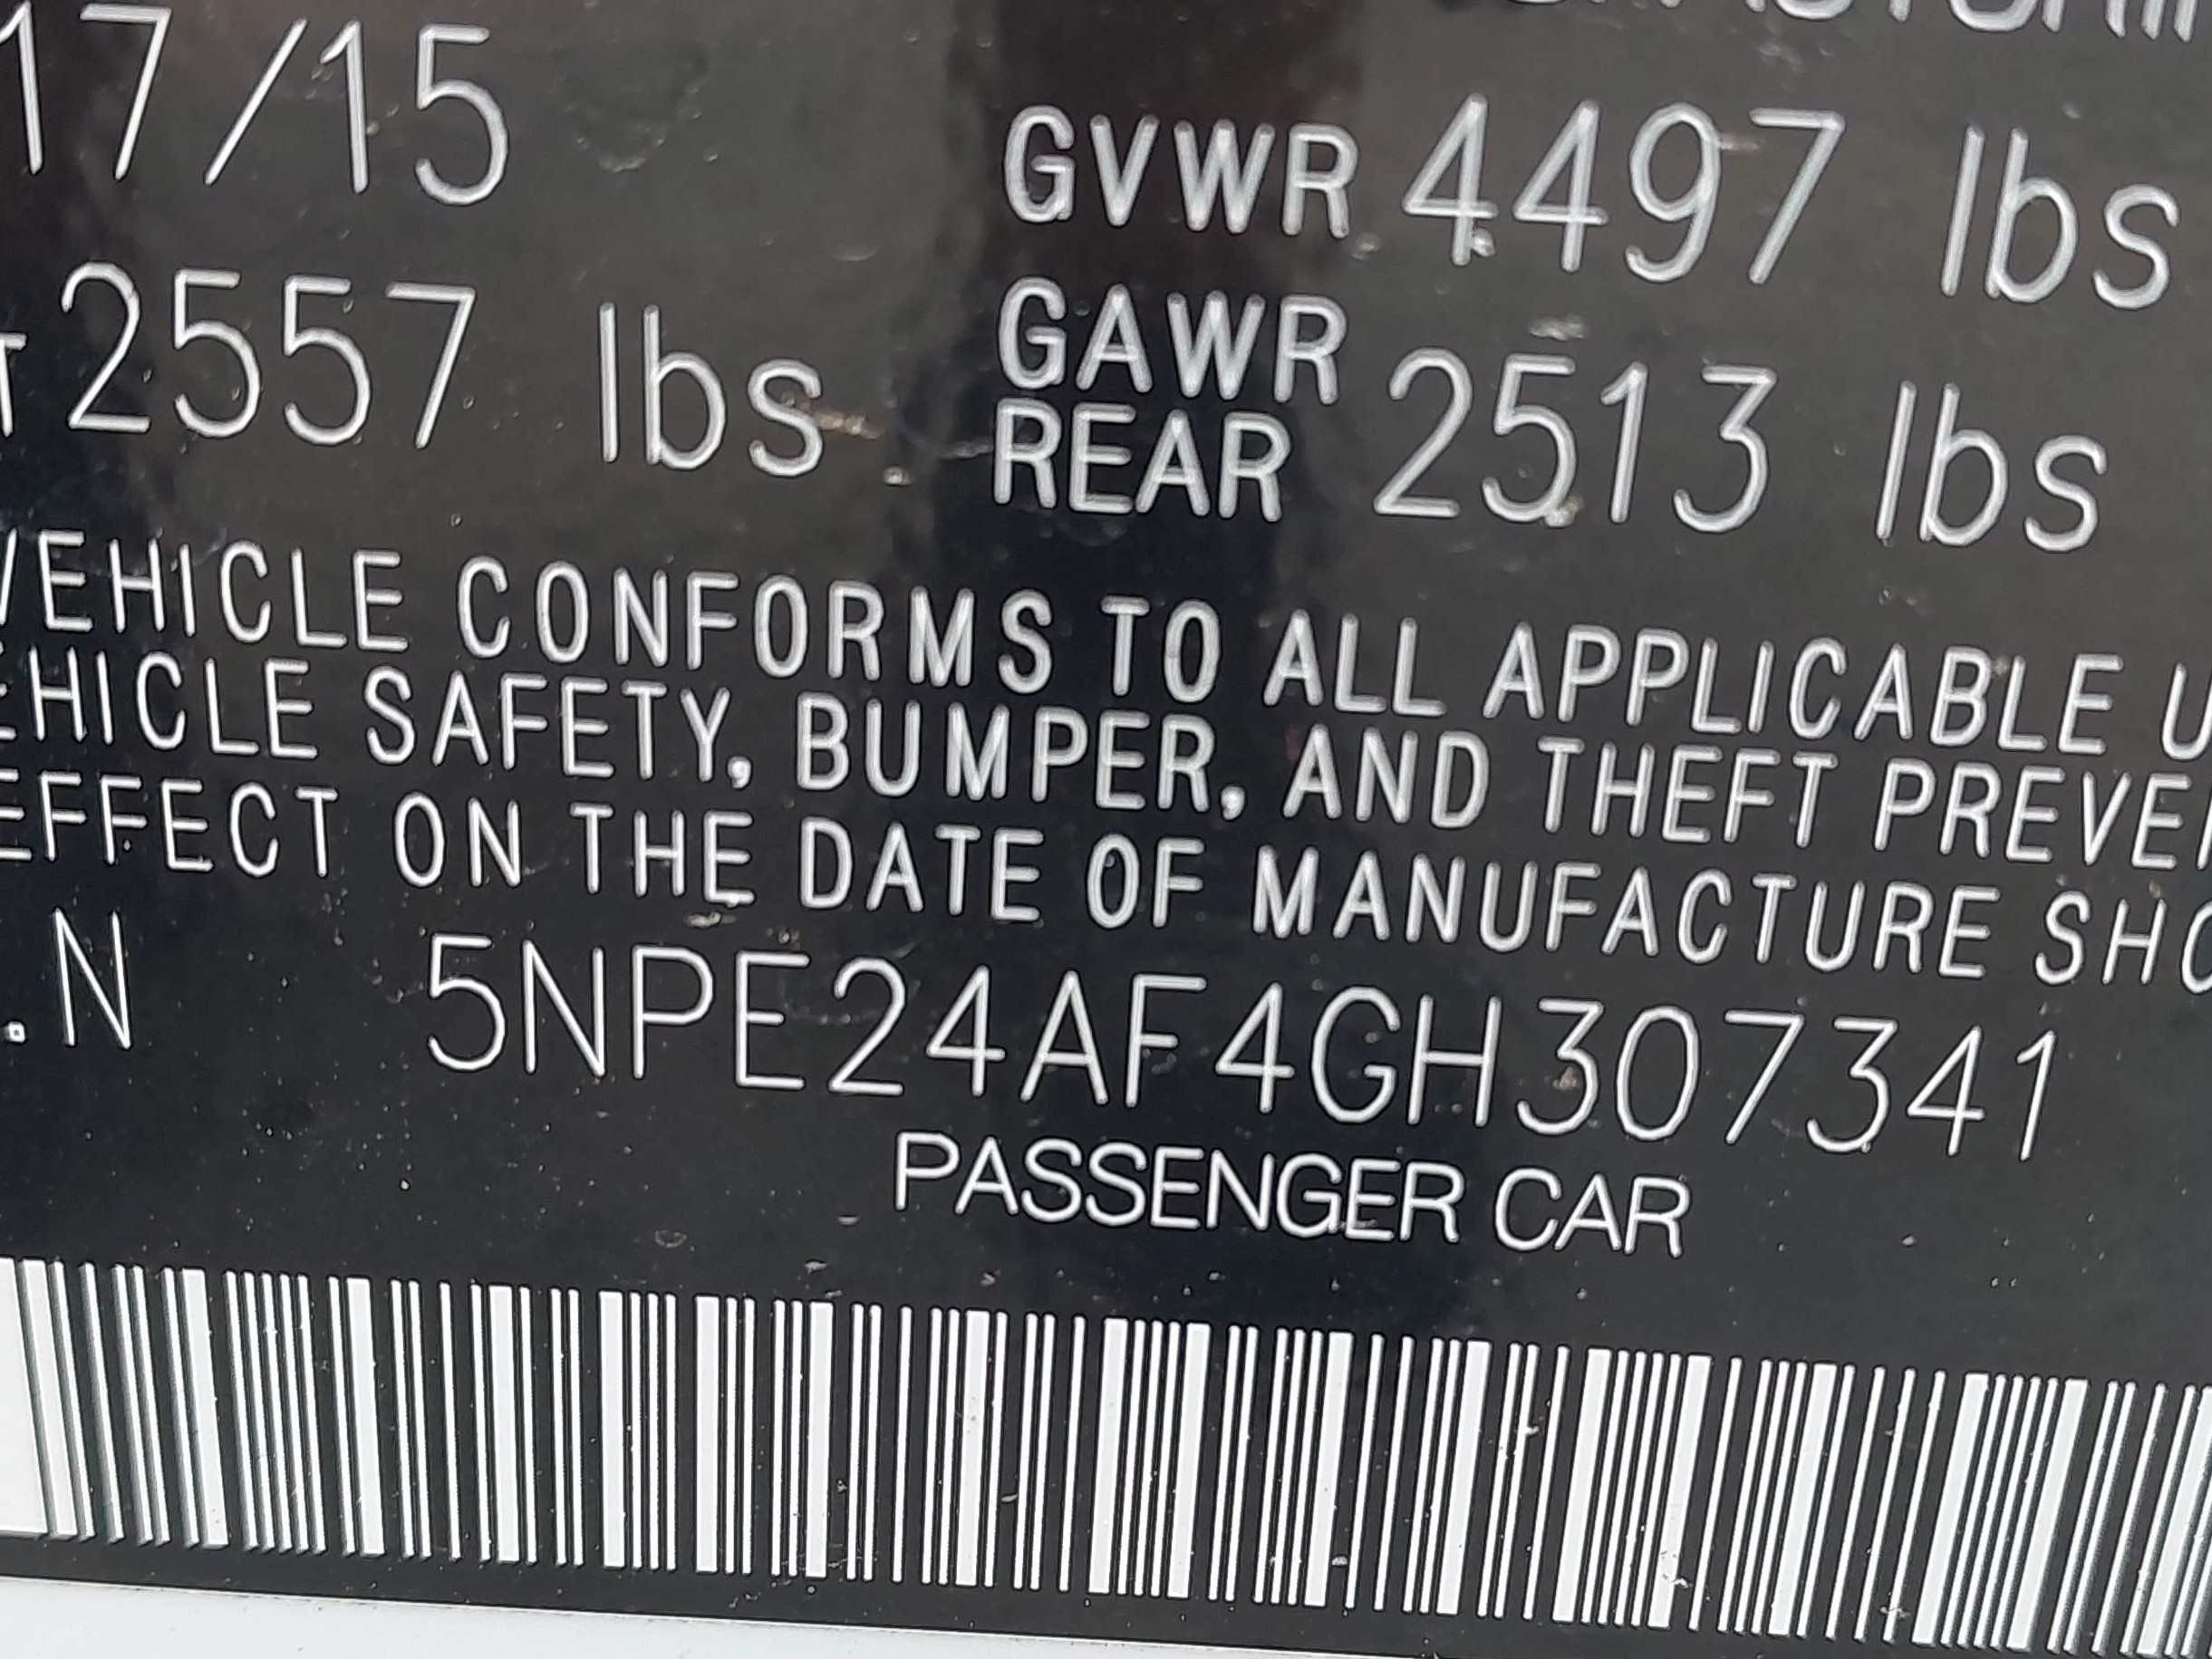 17/15
GVWR 4497 lbs
2557 lbs
GAWR REAR 2513 lbs
VEHICLE CONFORMS TO ALL APPLICABLE
VEHICLE SAFETY, BUMPER, AND THEFT
EFFECT ON THE DATE OF MANUFACTURE
.N 5NPE24AF4GH307341
PASSENGER CAR